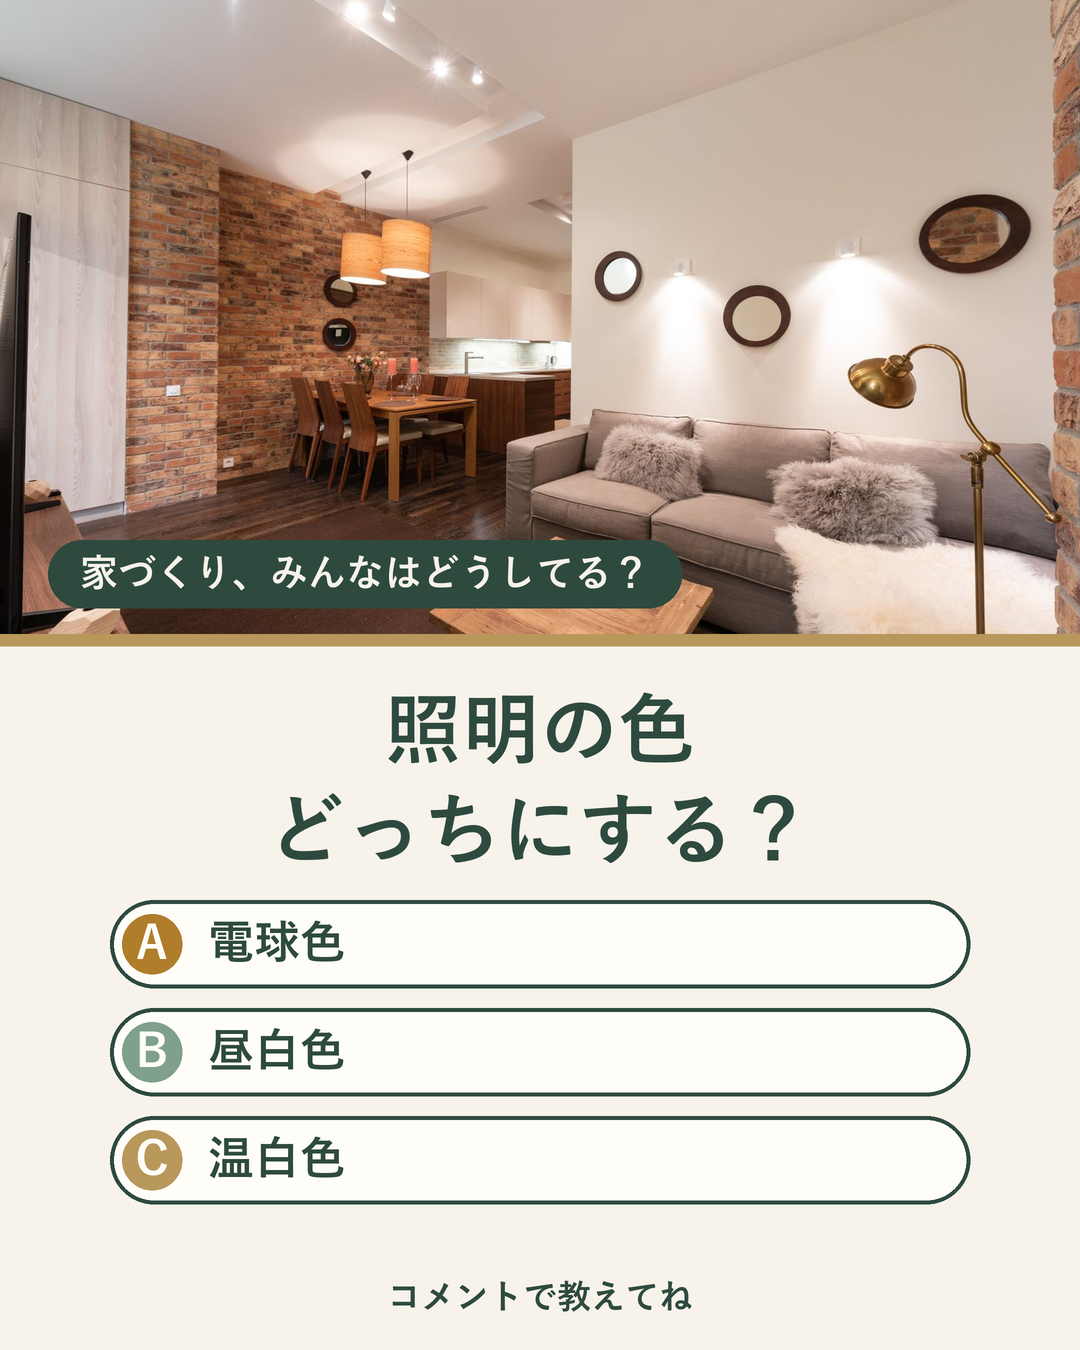 家づくり、みんなはどうしてる？
照明の色
どっちにする？
A 電球色
B 昼白色
C 温白色
コメントで教えてね